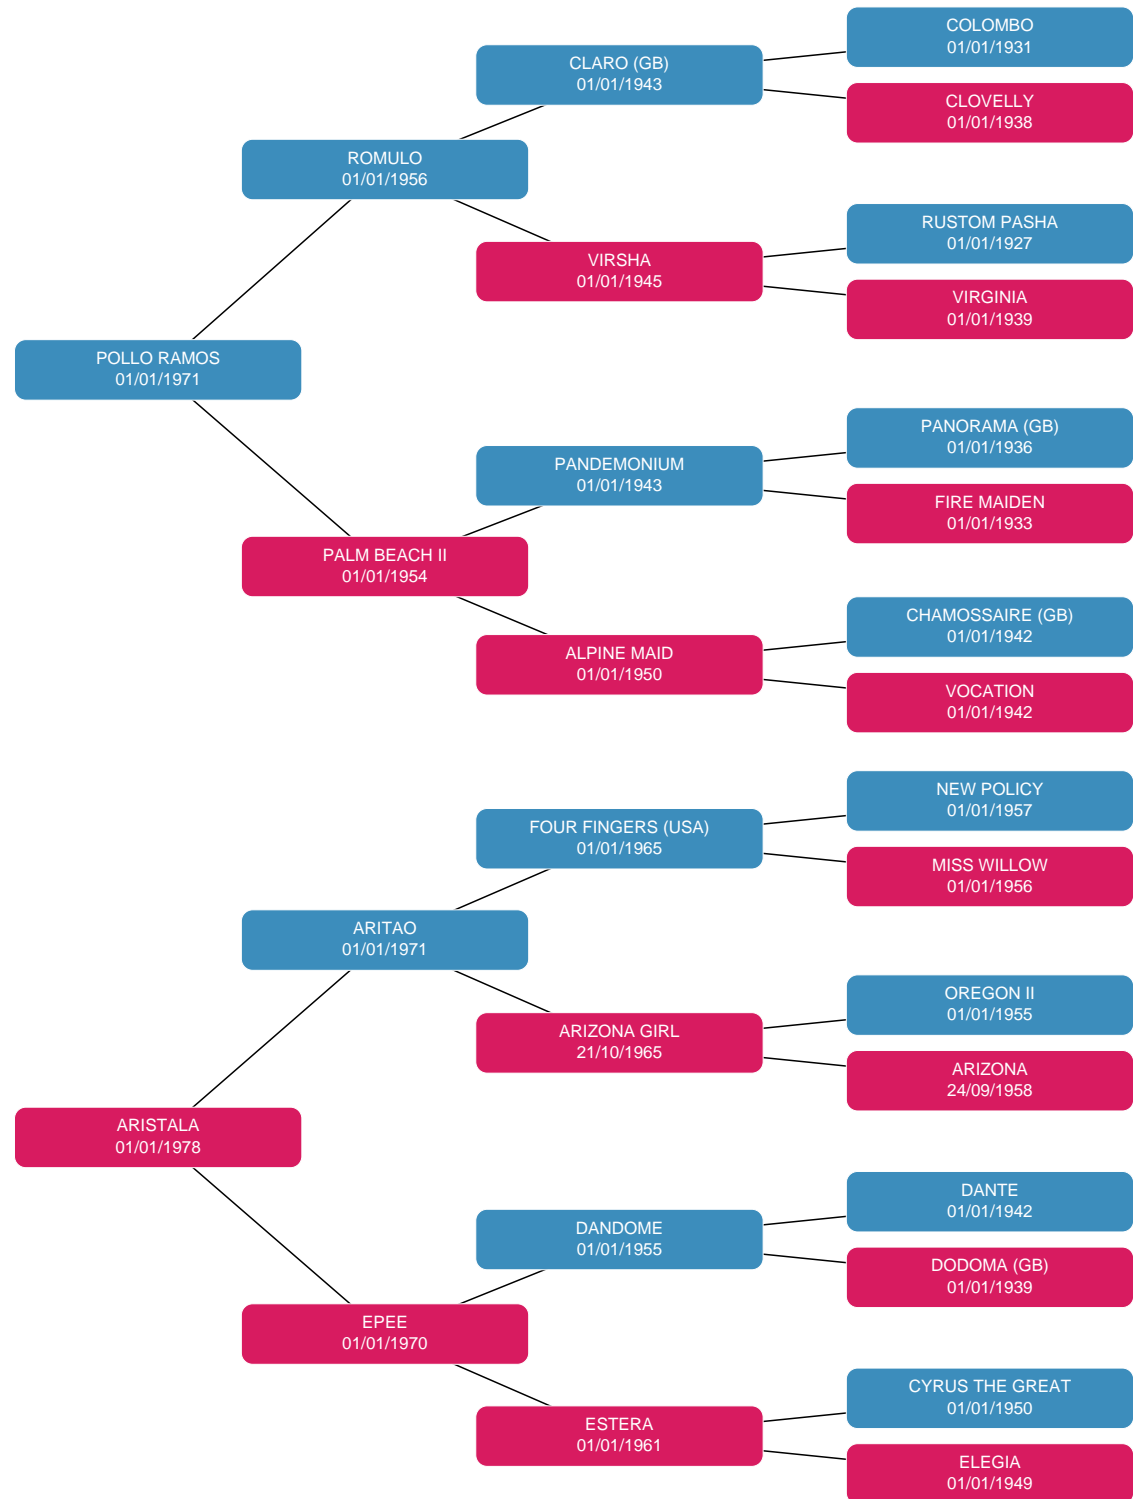 COLOMBO
01/01/1931
CLARO (GB)
01/01/1943
CLOVELLY
01/01/1938
ROMULO
01/01/1956
RUSTOM PASHA
01/01/1927
VIRSHA
01/01/1945
VIRGINIA
01/01/1939
POLLO RAMOS
01/01/1971
PANORAMA (GB)
01/01/1936
PANDEMONIUM
01/01/1943
FIRE MAIDEN
01/01/1933
PALM BEACH II
01/01/1954
CHAMOSSAIRE (GB)
01/01/1942
ALPINE MAID
01/01/1950
VOCATION
01/01/1942
NEW POLICY
01/01/1957
FOUR FINGERS (USA)
01/01/1965
MISS WILLOW
01/01/1956
ARITAO
01/01/1971
OREGON II
01/01/1955
ARIZONA GIRL
21/10/1965
ARIZONA
24/09/1958
ARISTALA
01/01/1978
DANTE
01/01/1942
DANDOME
01/01/1955
DODOMA (GB)
01/01/1939
EPEE
01/01/1970
CYRUS THE GREAT
01/01/1950
ESTERA
01/01/1961
ELEGIA
01/01/1949